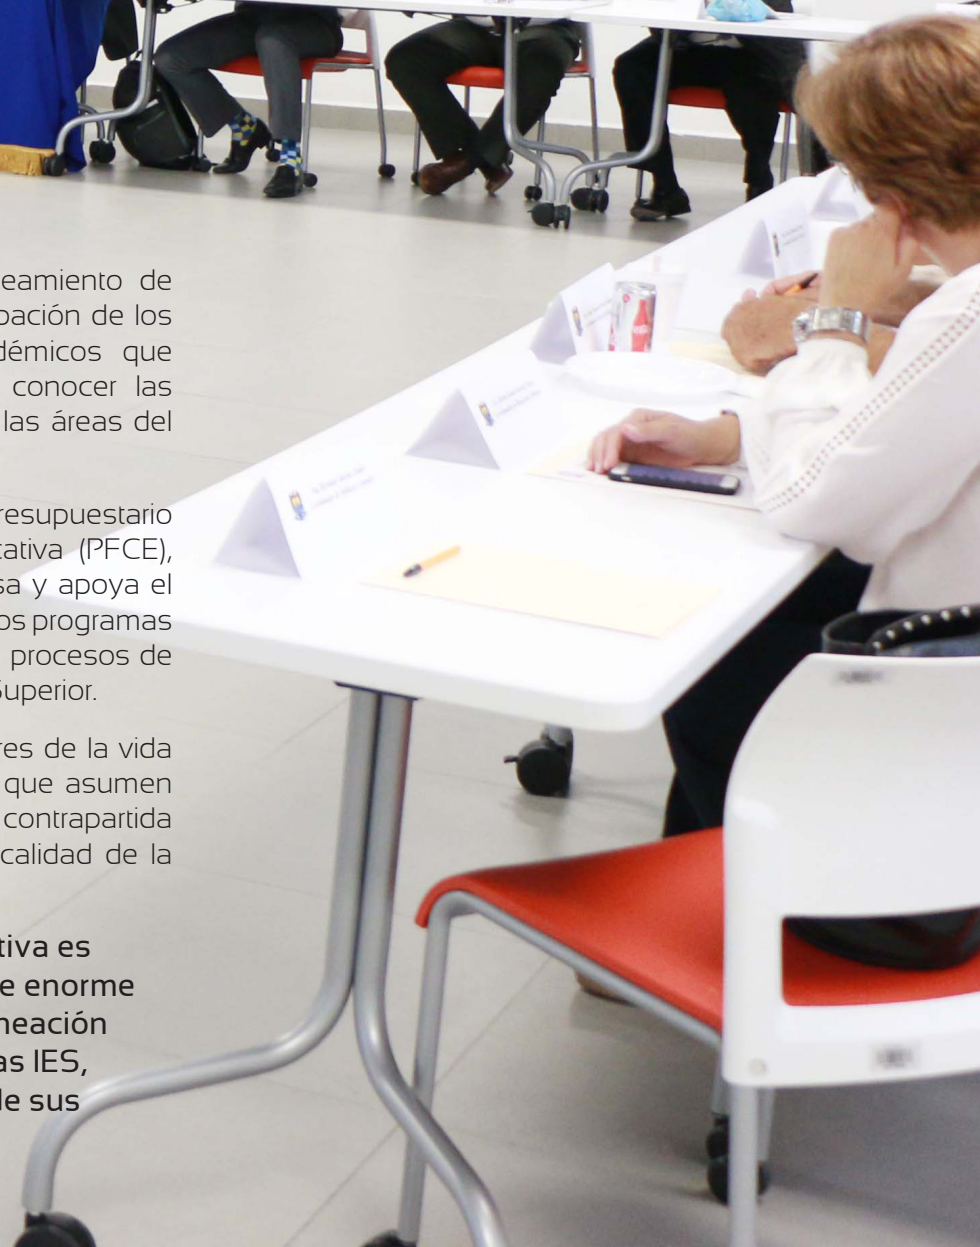 eamiento de
pación de los
démicos que
conocer las
las áreas del
resupuestario
ativa (PFCE),
sa y apoya el
os programas
procesos de
Superior.
res de la vida
que asumen
contrapartida
calidad de la
tiva es
e enorme
neación
as IES,
de sus